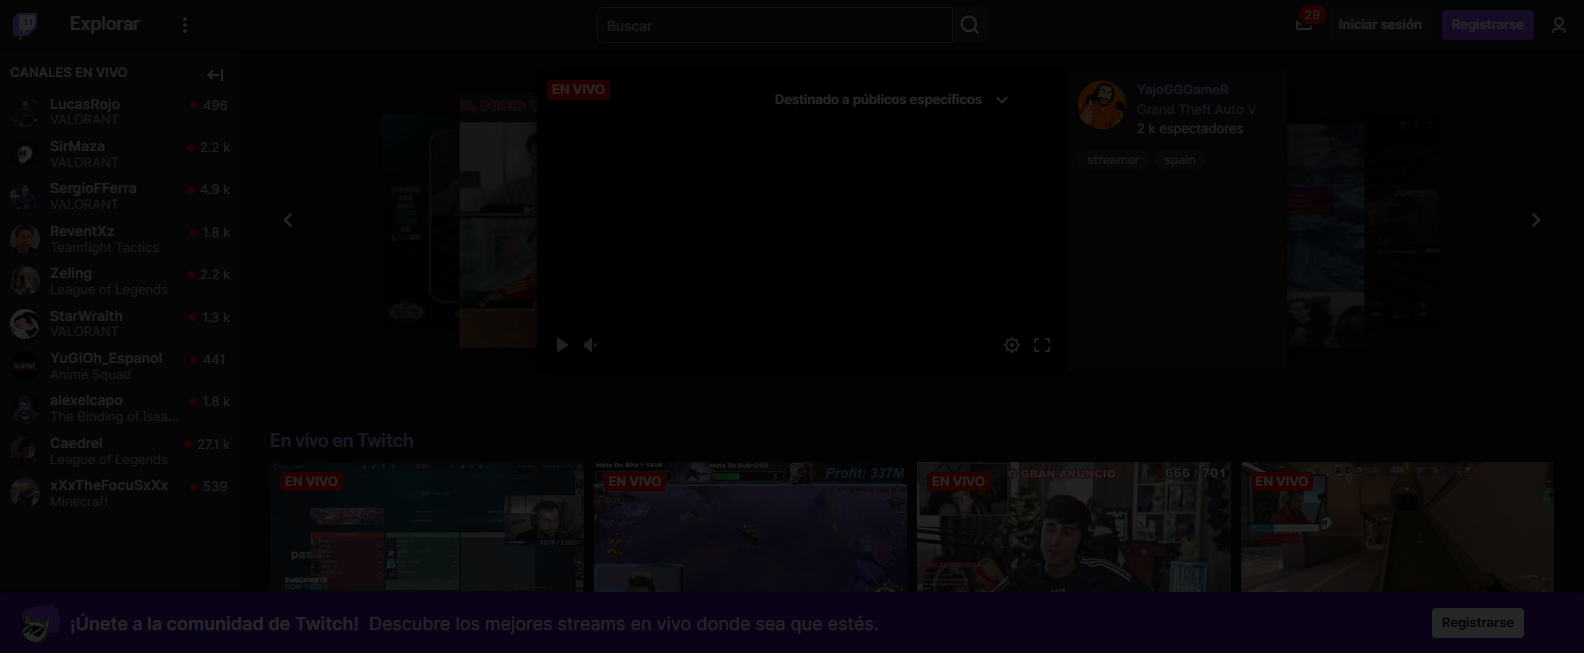 Explorar
Buscar
29
Iniciar sesión
Registrarse
CANALES EN VIVO
LucasRojo
496
VALORANT
SirMaza
2.2 k
VALORANT
SergioFFerra
4.9 k
VALORANT
ReventXz
1.8 k
Teamfight Tactics
Zeling
2.2 k
League of Legends
StarWraith
1.3 k
VALORANT
YuGiOh_Espanol
441
Anime Squad
alexelcapo
1.8 k
The Binding of Isaa...
Caedrel
27.1 k
League of Legends
xXxTheFocuSxXx
539
Minecraft
EN VIVO
Destinado a públicos específicos
YajoGGGameR
Grand Theft Auto V
2 k espectadores
streamer
spain
En vivo en Twitch
EN VIVO
EN VIVO
Profit: 337M
EN VIVO
O GRAN ANUNCIO
666 / 701
EN VIVO
¡Únete a la comunidad de Twitch! Descubre los mejores streams en vivo donde sea que estés.
Registrarse